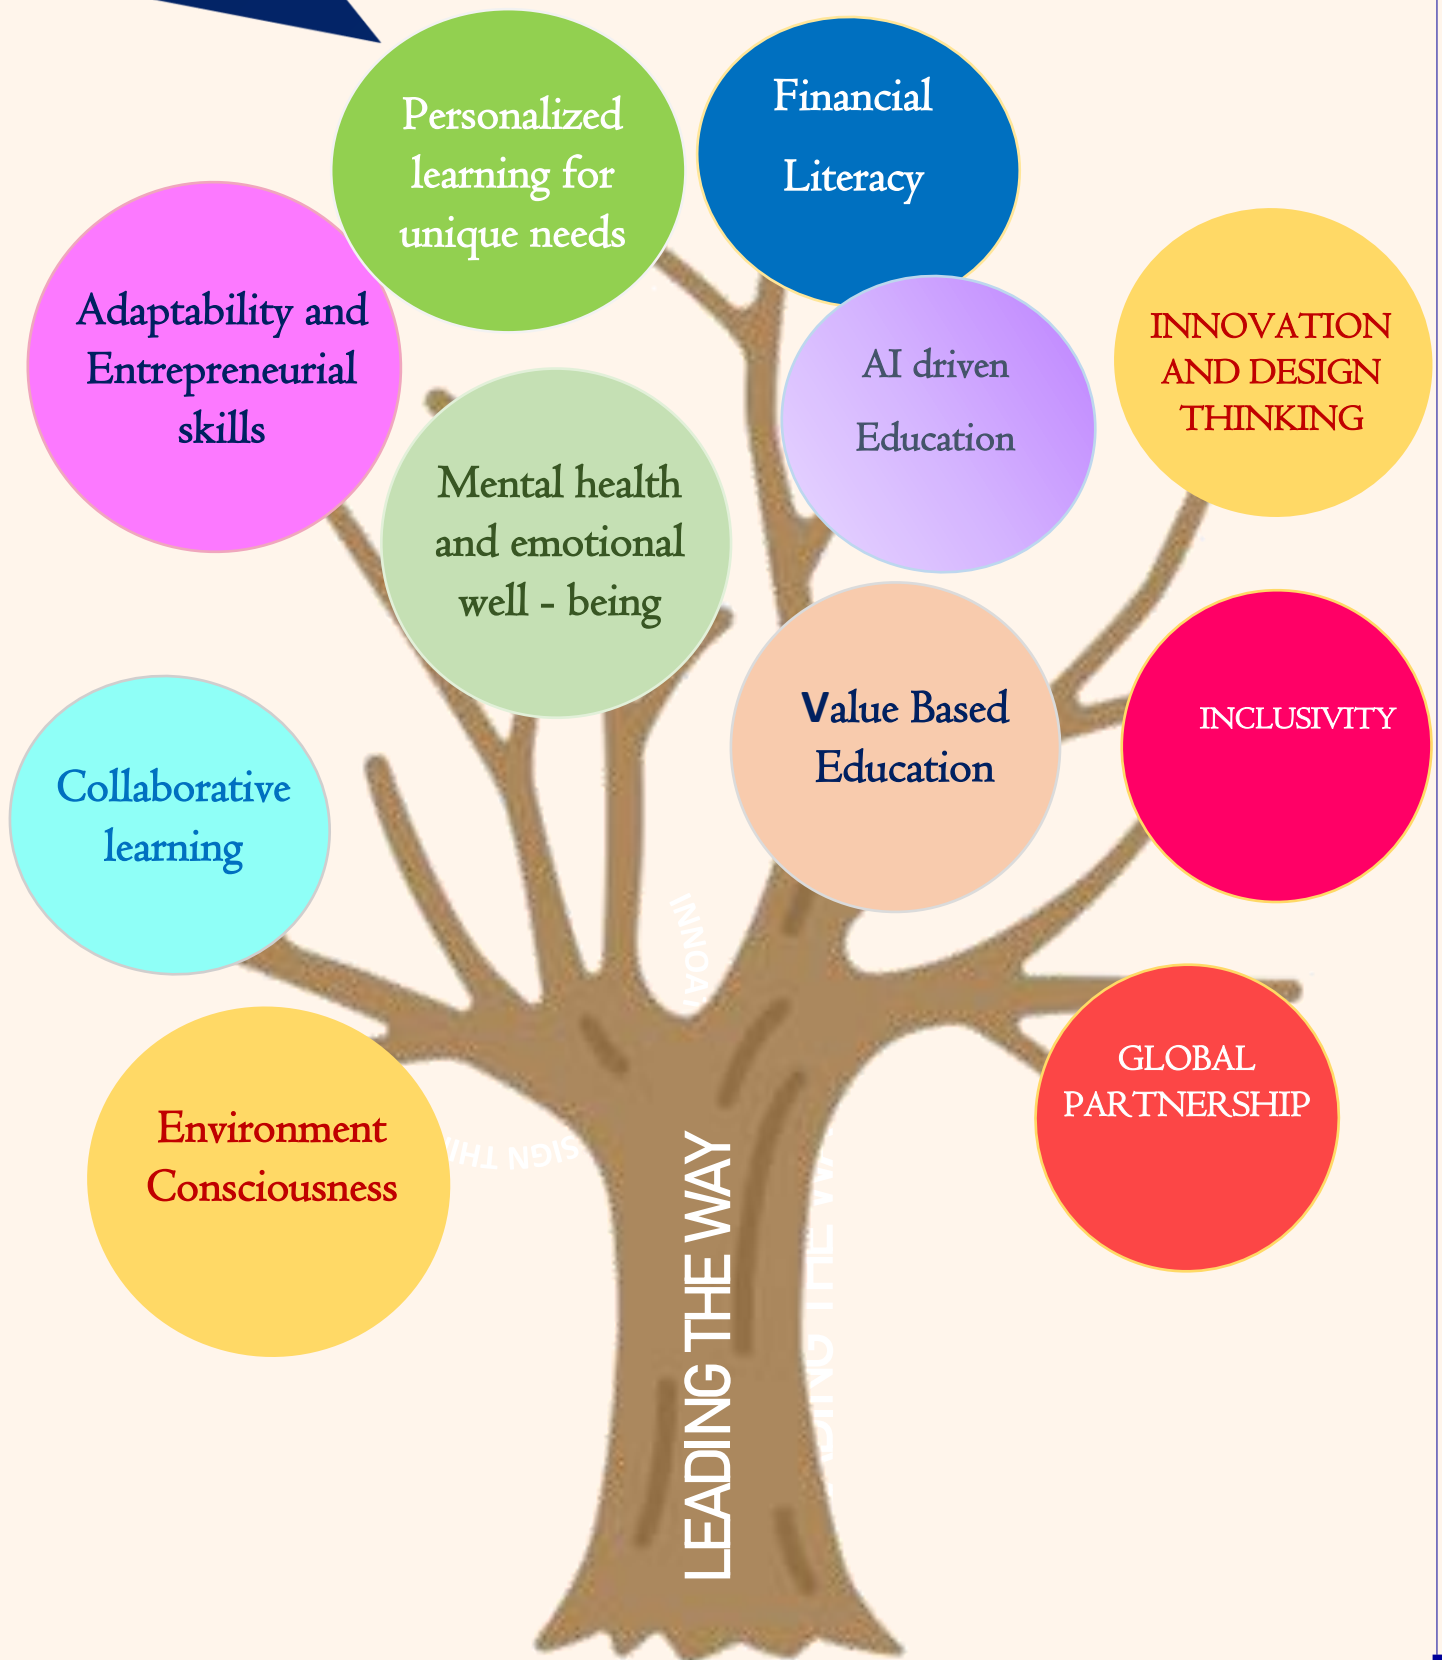 Personalized
learning for
unique needs
Financial
Literacy
Adaptability and
Entrepreneurial
skills
AI driven
Education
INNOVATION
AND DESIGN
THINKING
Mental health
and emotional
well - being
Value Based
Education
INCLUSIVITY
Collaborative
learning
GLOBAL
PARTNERSHIP
Environment
Consciousness
LEADING THE WAY